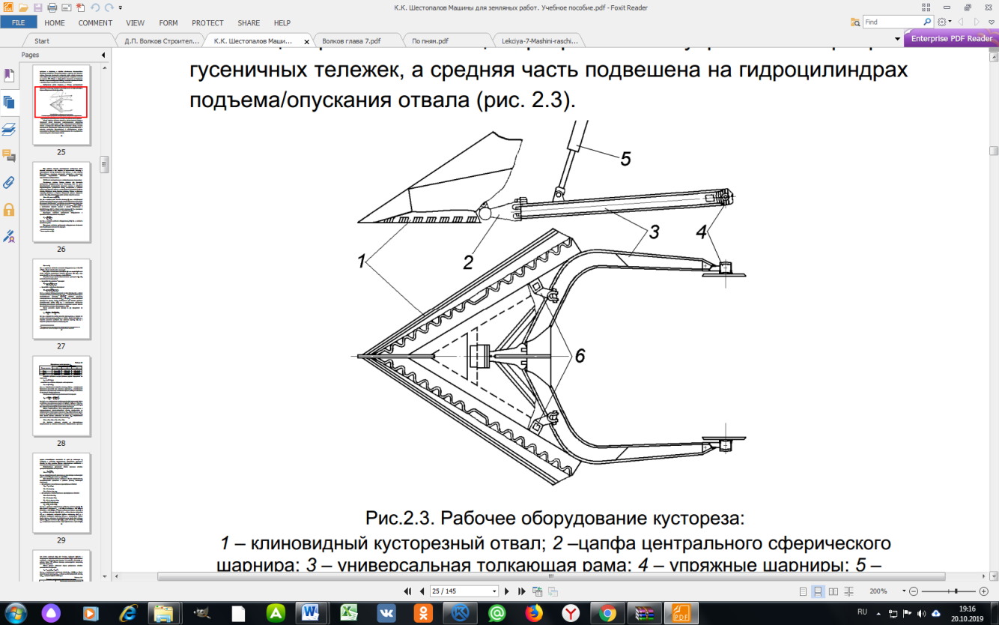 К.К. Шестопалов Машины для земляных работ. Учебное пособие.pdf - Foxit Reader
FILE HOME COMMENT VIEW FORM PROTECT SHARE HELP
Find
Start Д.П. Волков Строител... К.К. Шестопалов Маши... Волков глава 7.pdf По пням.pdf Lekciya-7-Mashini-raschi... Enterprise PDF Reader
Pages
гусеничных тележек, а средняя часть подвешена на гидроцилиндрах
подъема/опускания отвала (рис. 2.3).
25
26
27
28
29
5
1
2
3
4
6
Рис.2.3. Рабочее оборудование кустореза:
1 – клиновидный кусторезный отвал; 2 –цапфа центрального сферического
шарнира; 3 – универсальная толкающая рама; 4 – упряжные шарниры; 5 –
25 / 145
200%
RU
19:16
20.10.2019